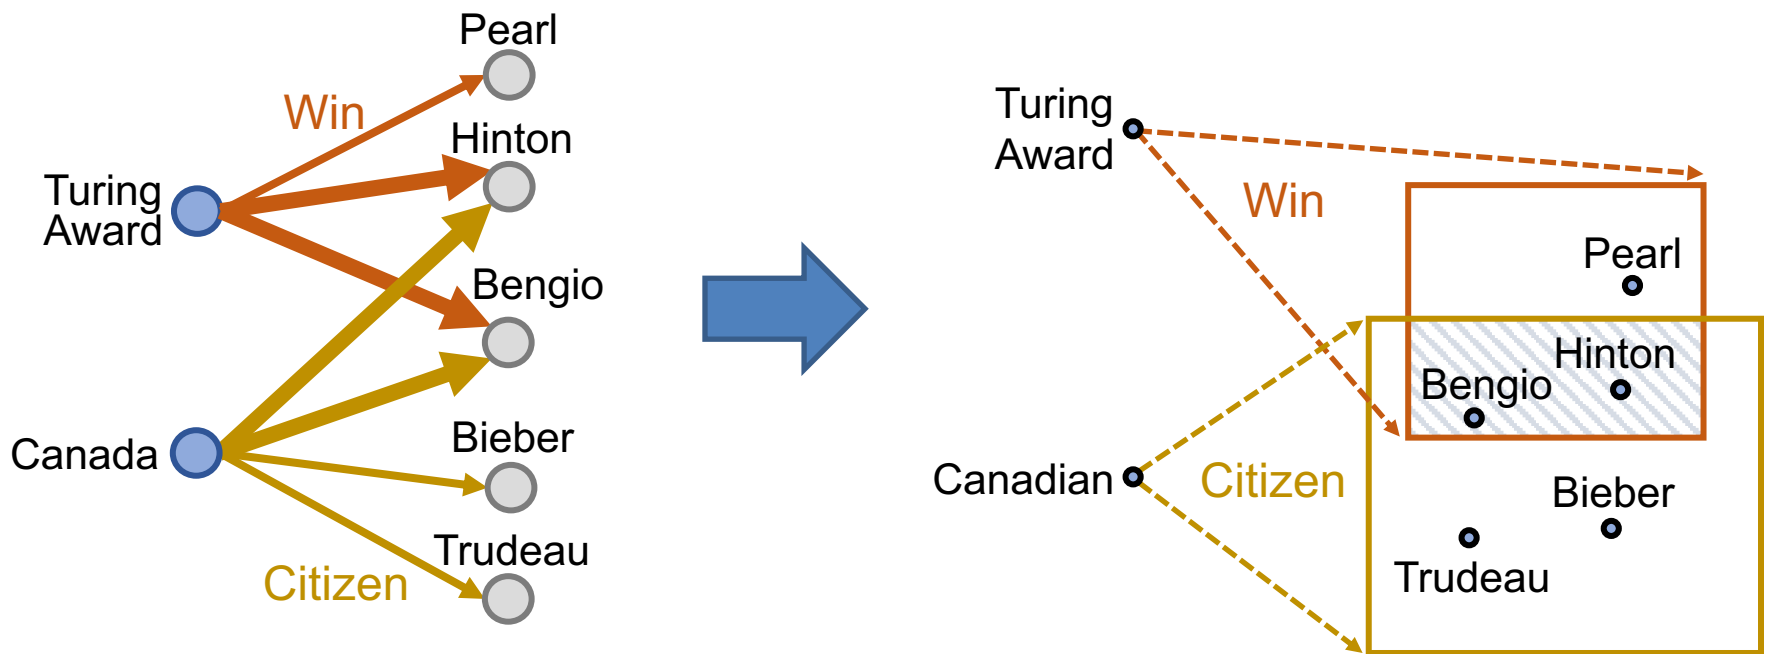 Pearl
Win
Hinton
Turing
Award
Bengio
Canada
Bieber
Trudeau
Citizen
Turing
Award
Win
Pearl
Hinton
Bengio
Canadian
Citizen
Bieber
Trudeau